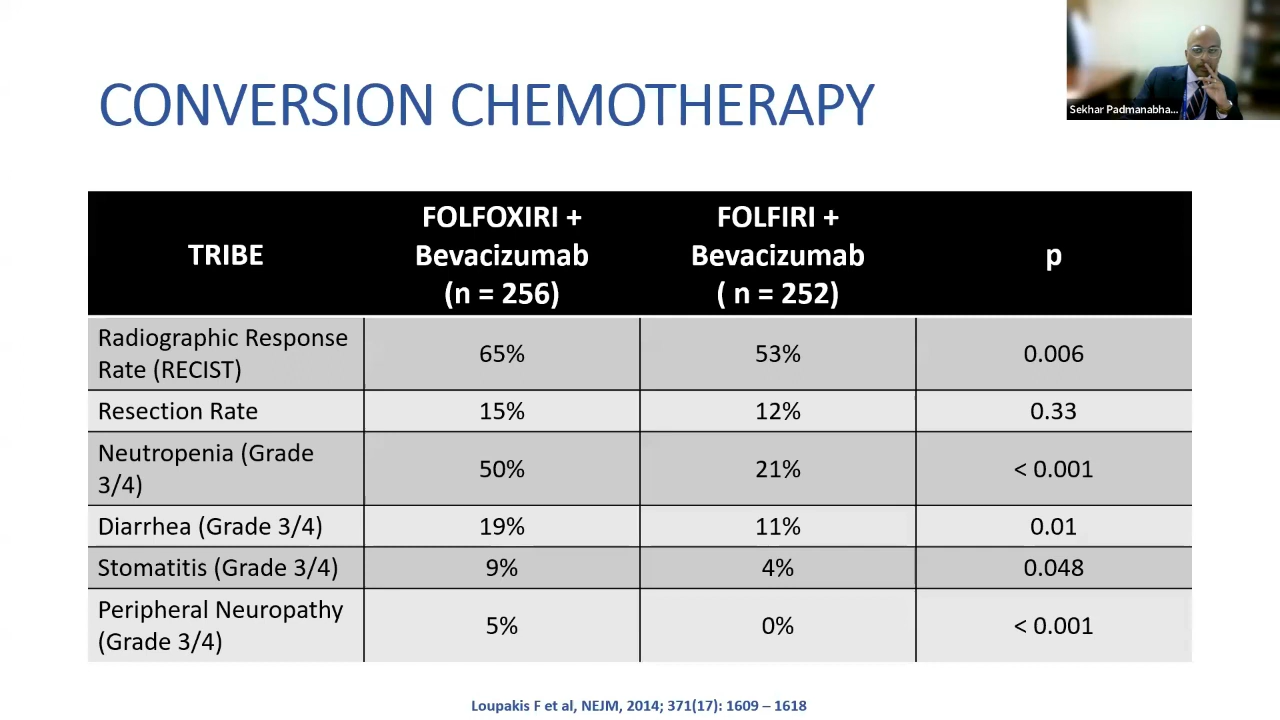 CONVERSION CHEMOTHERAPY
Sekhar Padmanabha...
TRIBE
FOLFOXIRI +
Bevacizumab
(n = 256)
FOLFIRI +
Bevacizumab
( n = 252)
p
Radiographic Response
Rate (RECIST)
65%
53%
0.006
Resection Rate
15%
12%
0.33
Neutropenia (Grade
3/4)
50%
21%
< 0.001
Diarrhea (Grade 3/4)
19%
11%
0.01
Stomatitis (Grade 3/4)
9%
4%
0.048
Peripheral Neuropathy
(Grade 3/4)
5%
0%
< 0.001
Loupakis F et al, NEJM, 2014; 371(17): 1609 – 1618